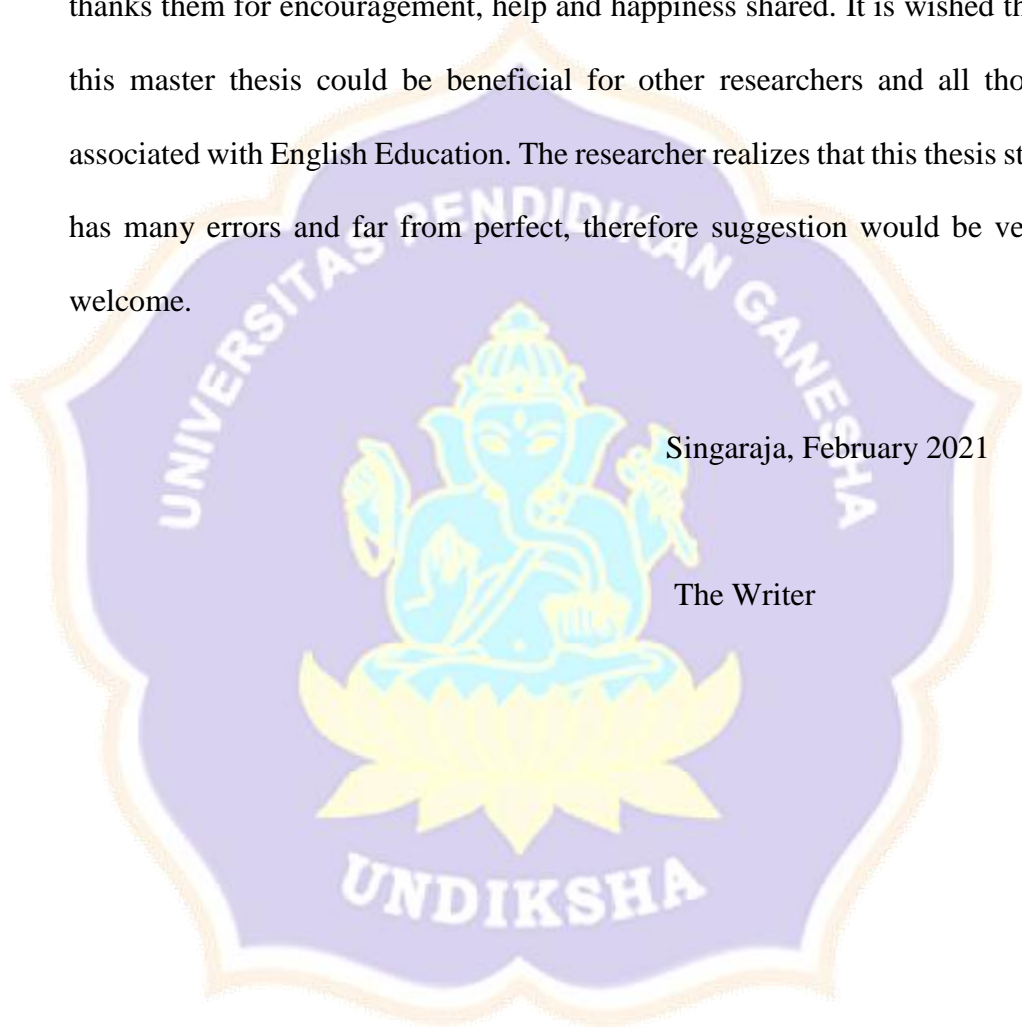 thanks them for encouragement, help and happiness shared. It is wished th
this master thesis could be beneficial for other researchers and all tho
associated with English Education. The researcher realizes that this thesis st
has many errors and far from perfect, therefore suggestion would be ve
welcome.
UNIVERSITAS PENDIDIKAN GANESHA
Singaraja, February 2021
The Writer
UNDIKSHA